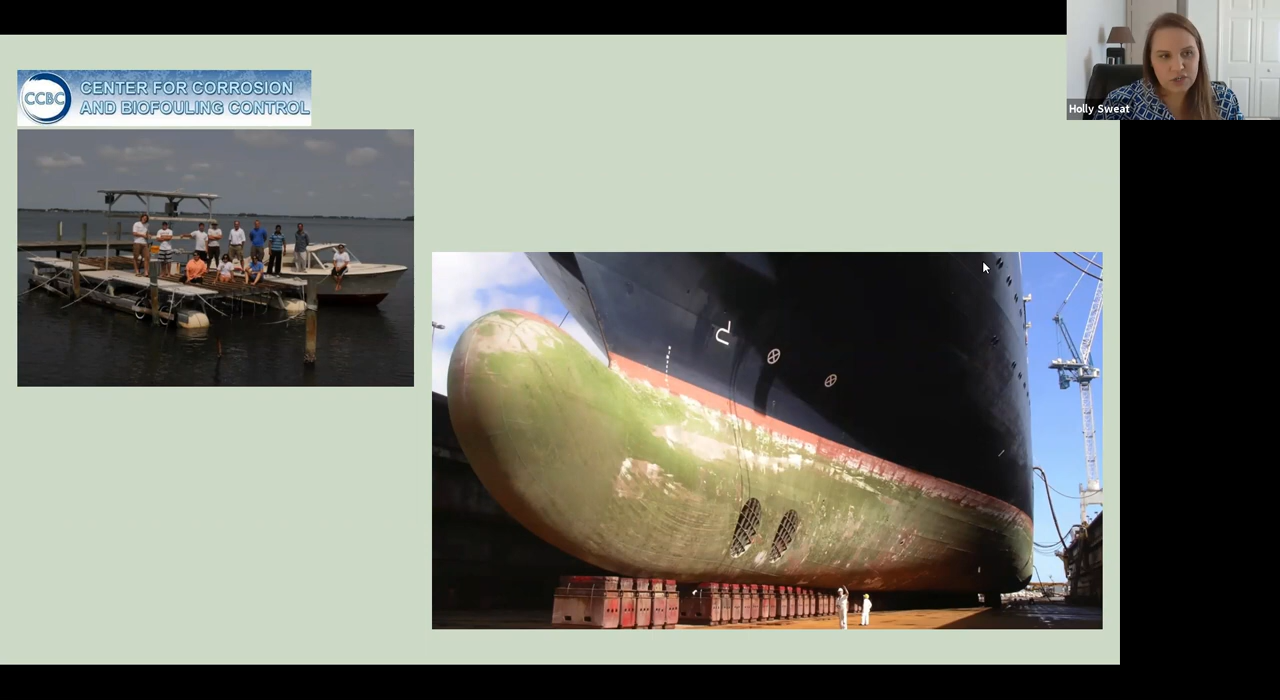 CCBC
CENTER FOR CORROSION
AND BIOFOULING CONTROL
Holly Sweat